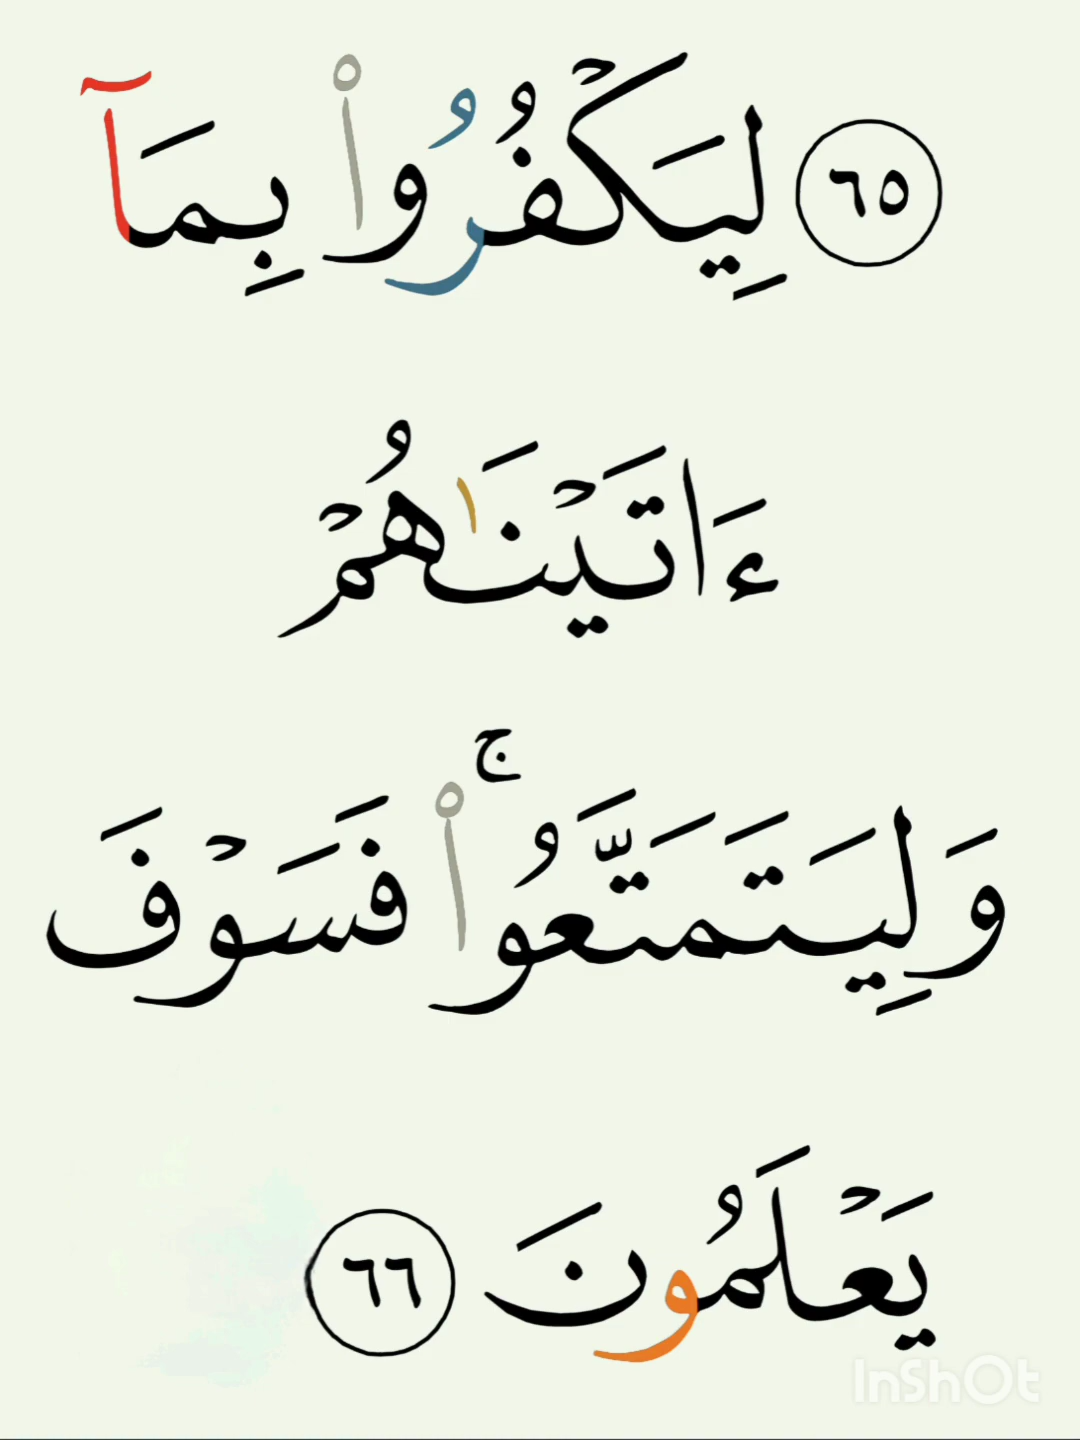 ٦٥ لِيَكْفُرُوا۟ بِمَآ
ءَاتَيْنَـٰهُمْ
وَلِيَتَمَتَّعُوا۟ ۚ فَسَوْفَ
يَعْلَمُونَ ٦٦
InShOt